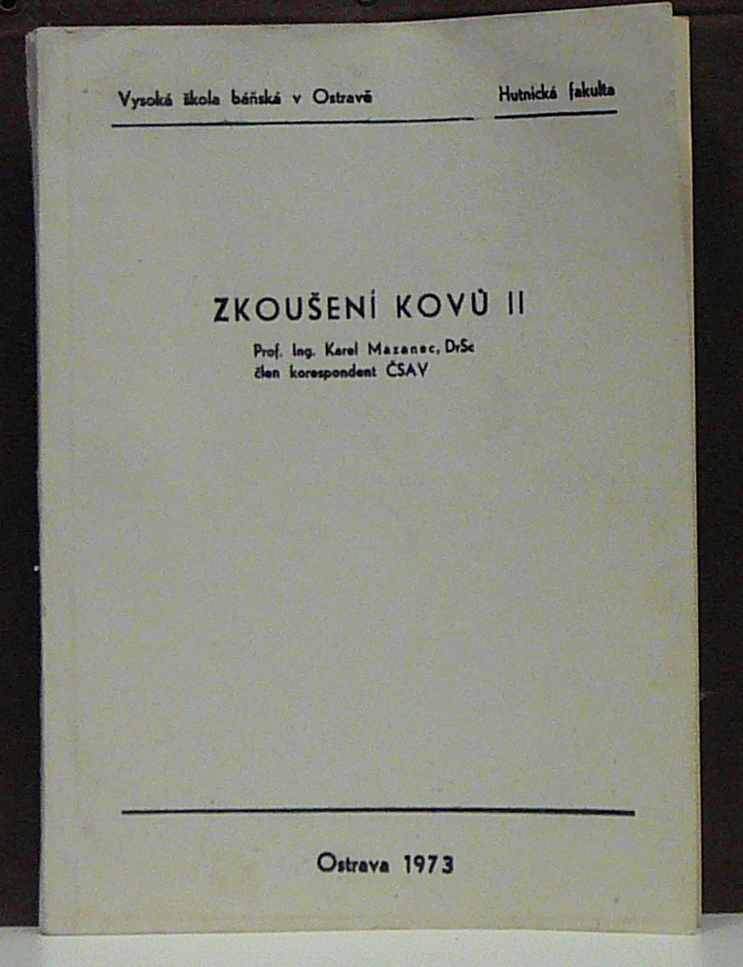 Vysoká škola báňská v Ostravě Hutnická fakulta
ZKOUŠENÍ KOVŮ II
Prof. Ing. Karel Mazanec, DrSc
člen korespondent ČSAV
Ostrava 1973